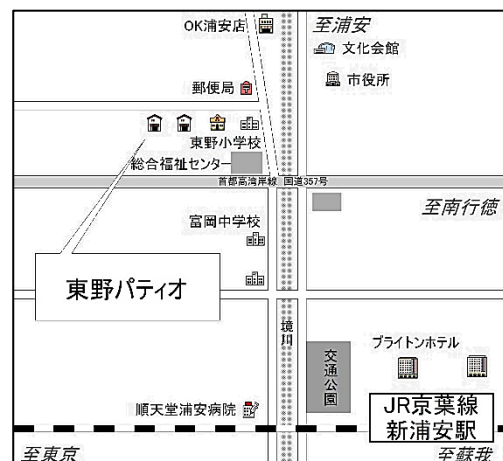 OK浦安店
至浦安
文化会館
郵便局
市役所
東野小学校
総合福祉センター
首都高湾岸線 国道357号
富岡中学校
至南行徳
東野パティオ
境川
交通公園
ブライトンホテル
順天堂浦安病院
JR京葉線
新浦安駅
至東京
至蘇我